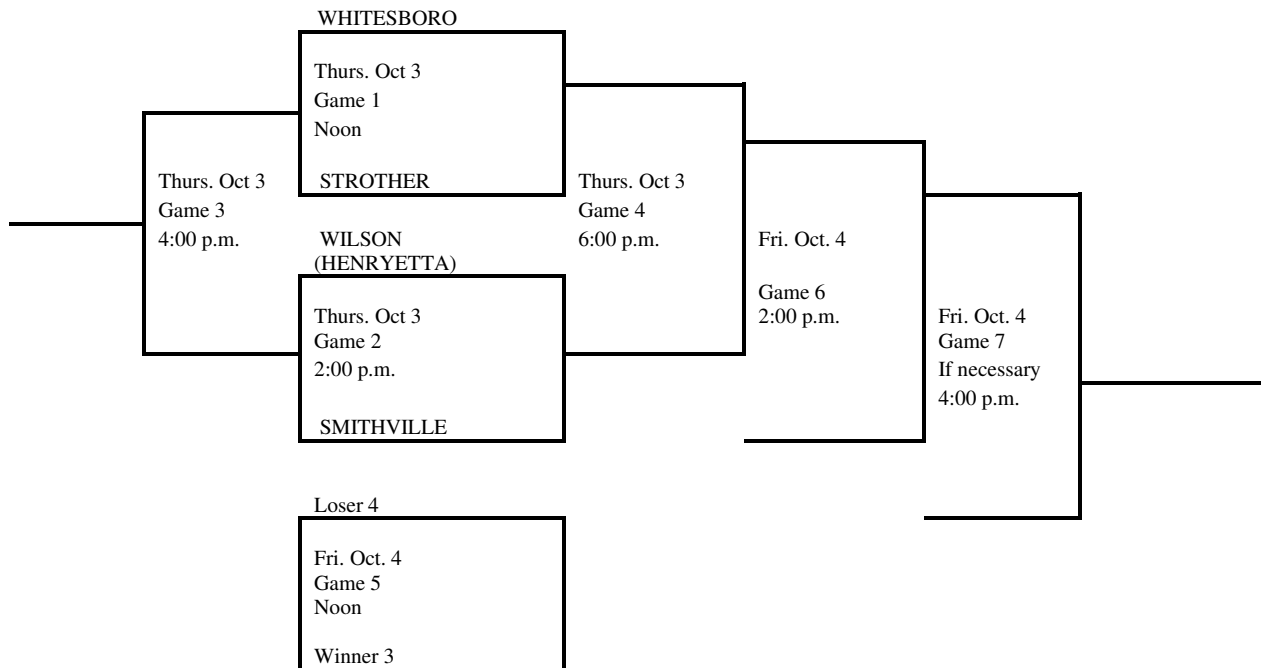 WHITESBORO
Thurs. Oct 3
Game 1
Noon
STROTHER
Thurs. Oct 3
Game 3
4:00 p.m.
WILSON
(HENRYETTA)
Thurs. Oct 3
Game 2
2:00 p.m.
SMITHVILLE
Thurs. Oct 3
Game 4
6:00 p.m.
Fri. Oct. 4
Game 6
2:00 p.m.
Fri. Oct. 4
Game 7
If necessary
4:00 p.m.
Loser 4
Fri. Oct. 4
Game 5
Noon
Winner 3